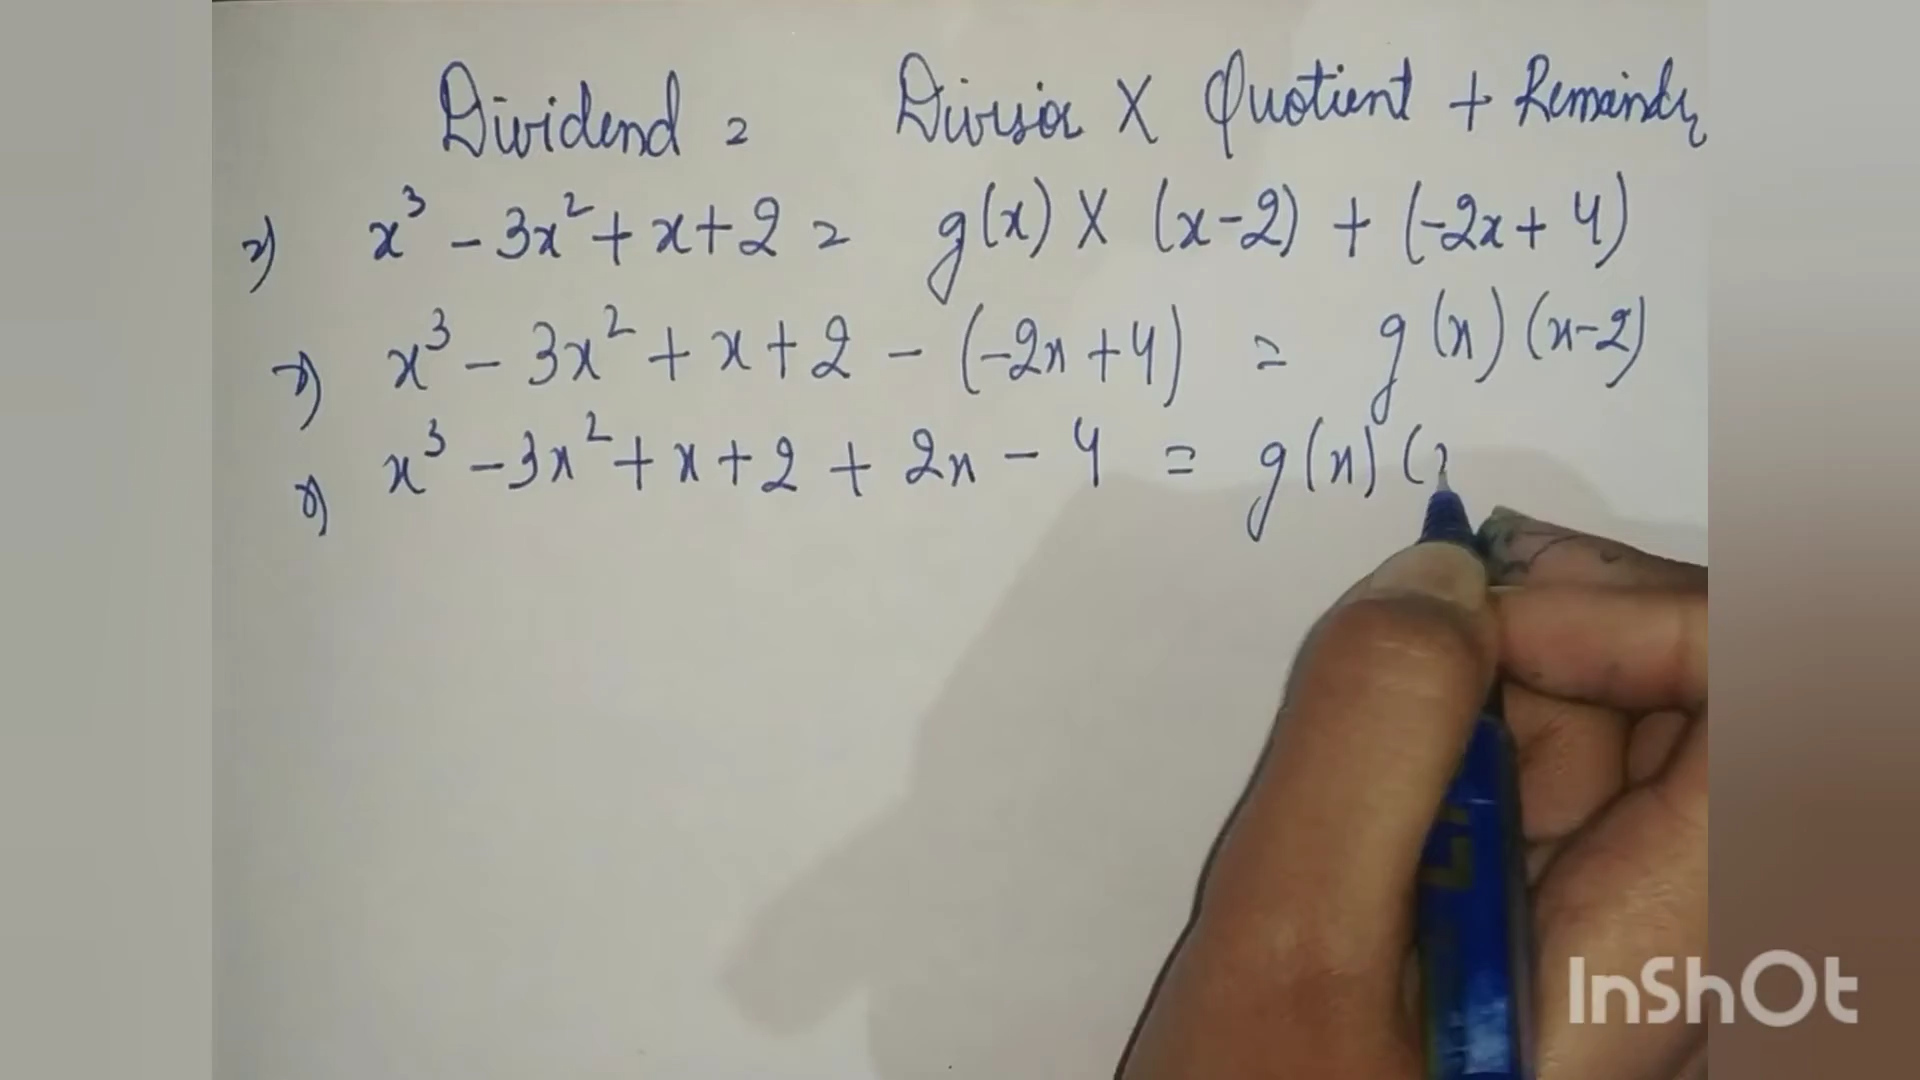 Dividend = Divisor X Quotient + Remainder
⇒) x³ - 3x² + x + 2 = g(x) X (x-2) + (-2x + 4)
⇒) x³ - 3x² + x + 2 - (-2x + 4) = g(x) (x-2)
⇒) x³ - 3x² + x + 2 + 2x - 4 = g(x) (
InShOt